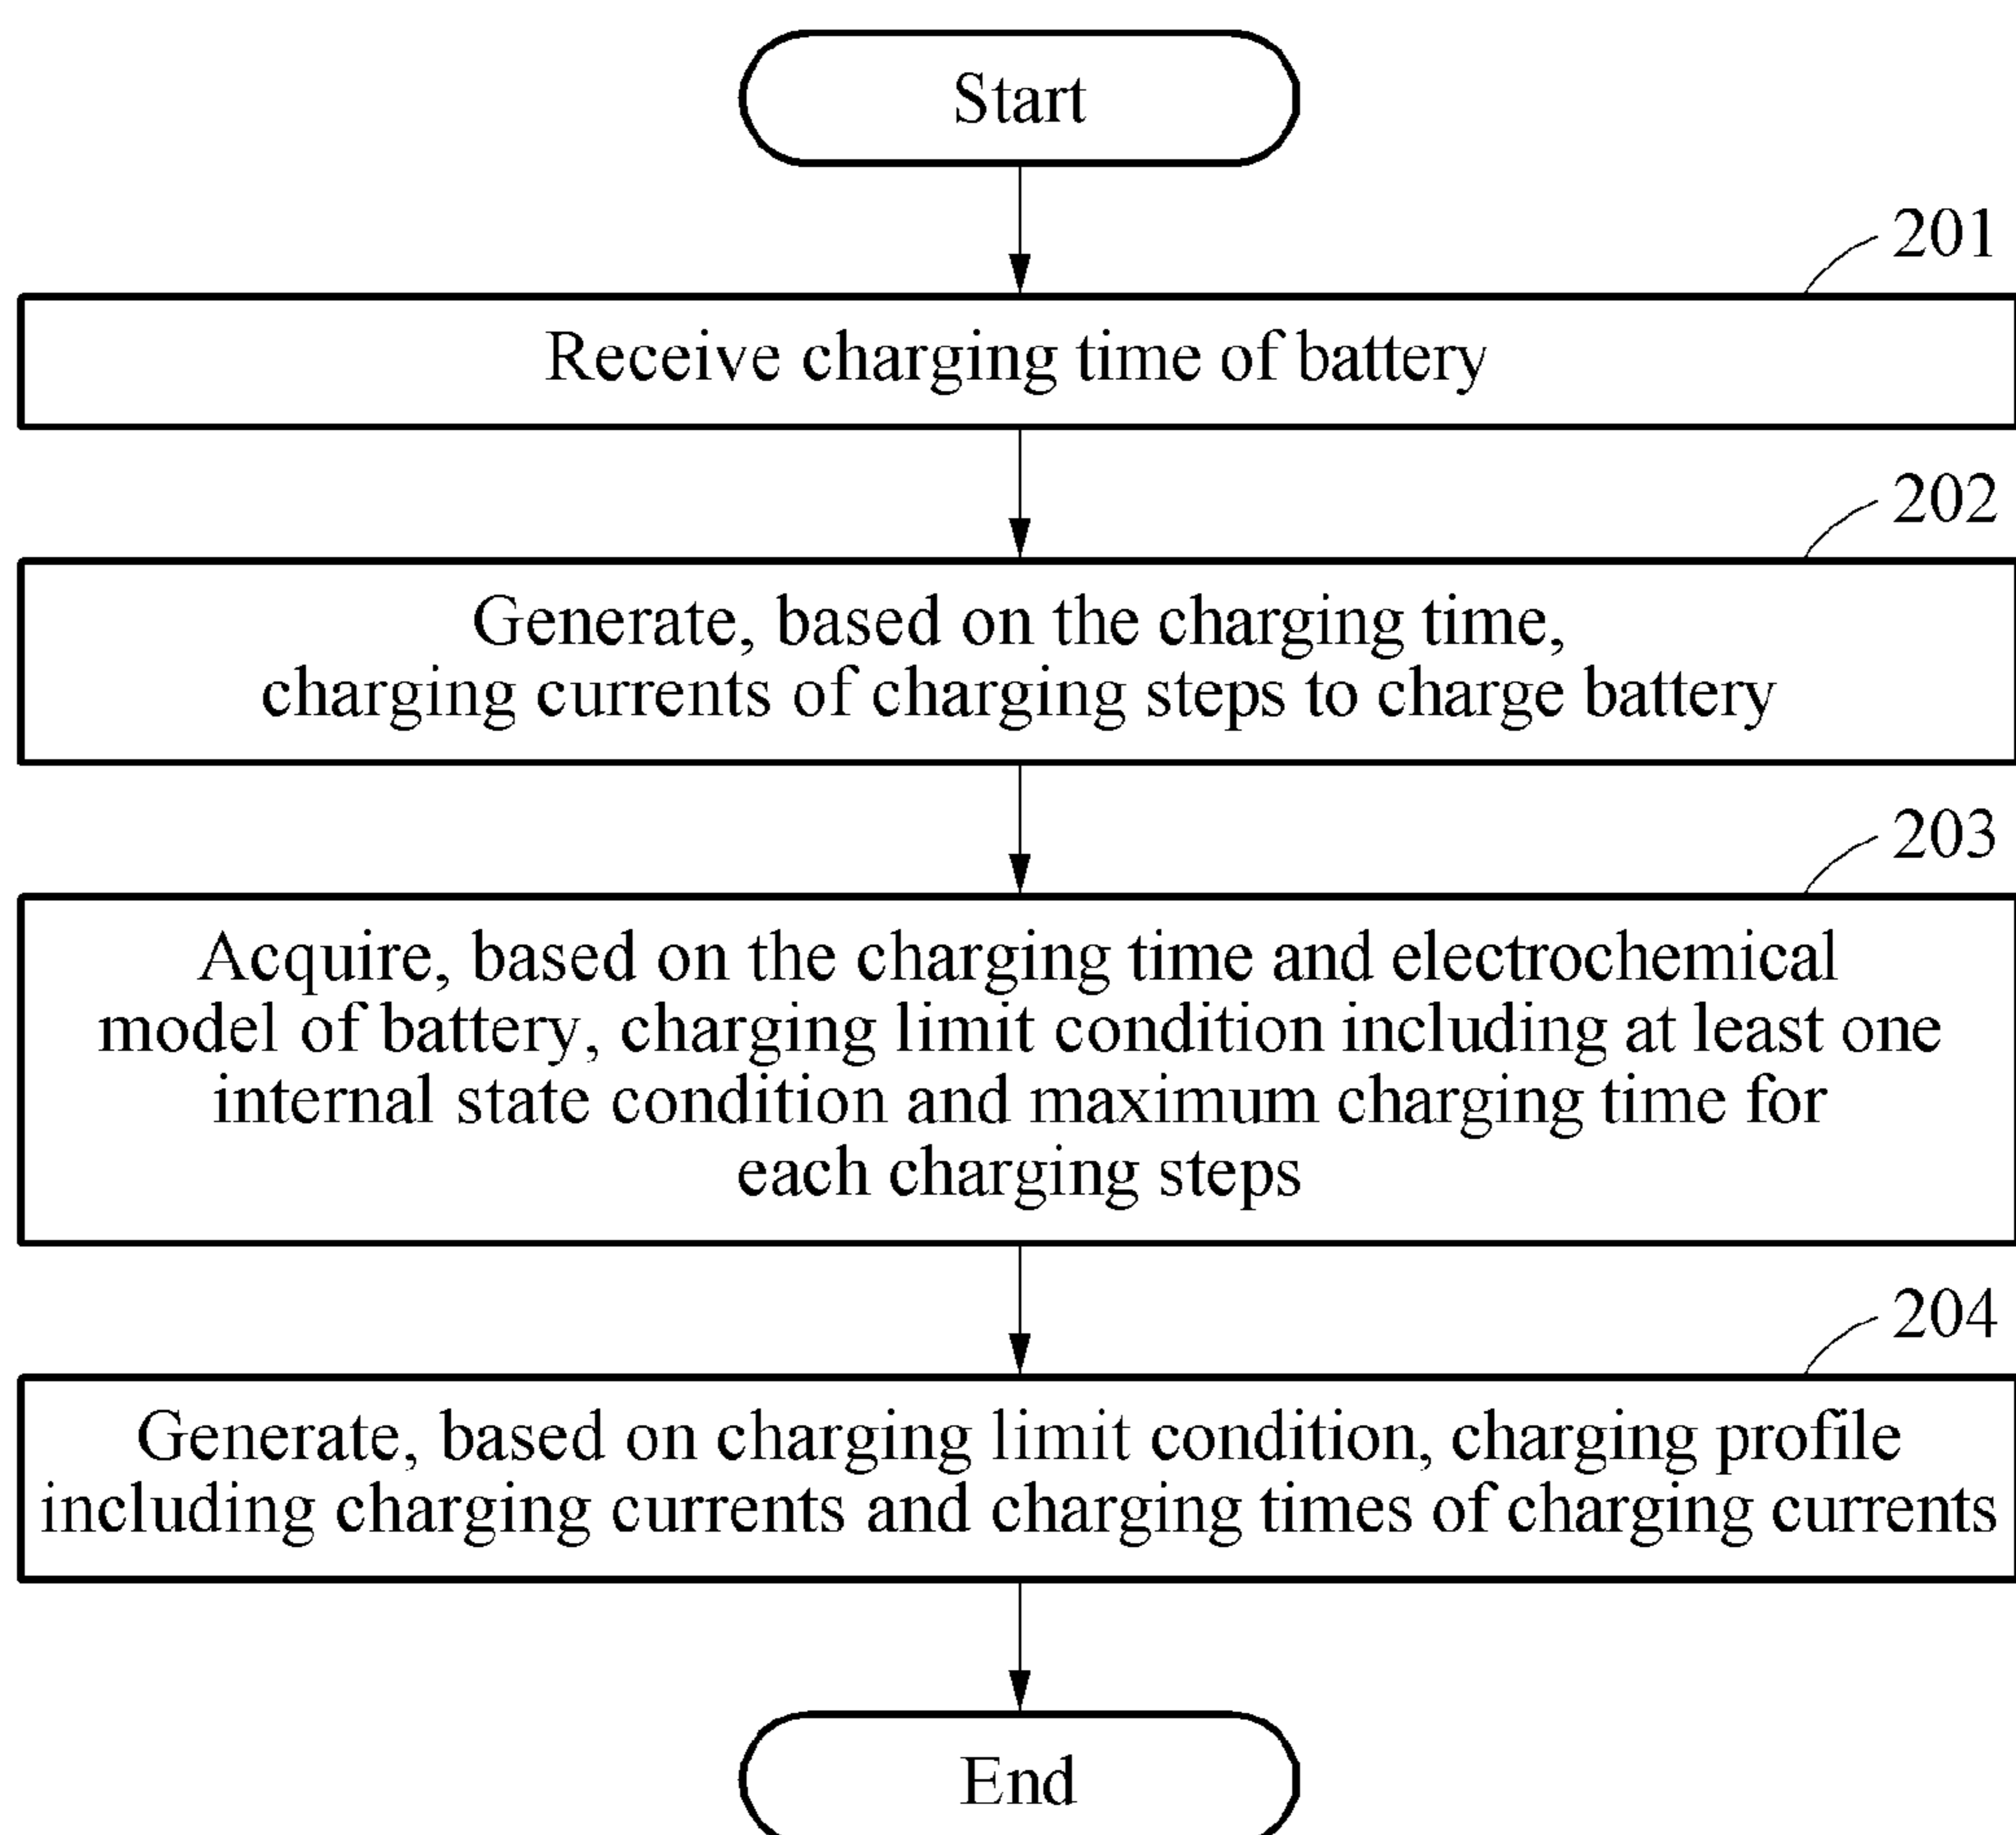 Start
201
Receive charging time of battery
202
Generate, based on the charging time,
charging currents of charging steps to charge battery
203
Acquire, based on the charging time and electrochemical
model of battery, charging limit condition including at least one
internal state condition and maximum charging time for
each charging steps
204
Generate, based on charging limit condition, charging profile
including charging currents and charging times of charging currents
End